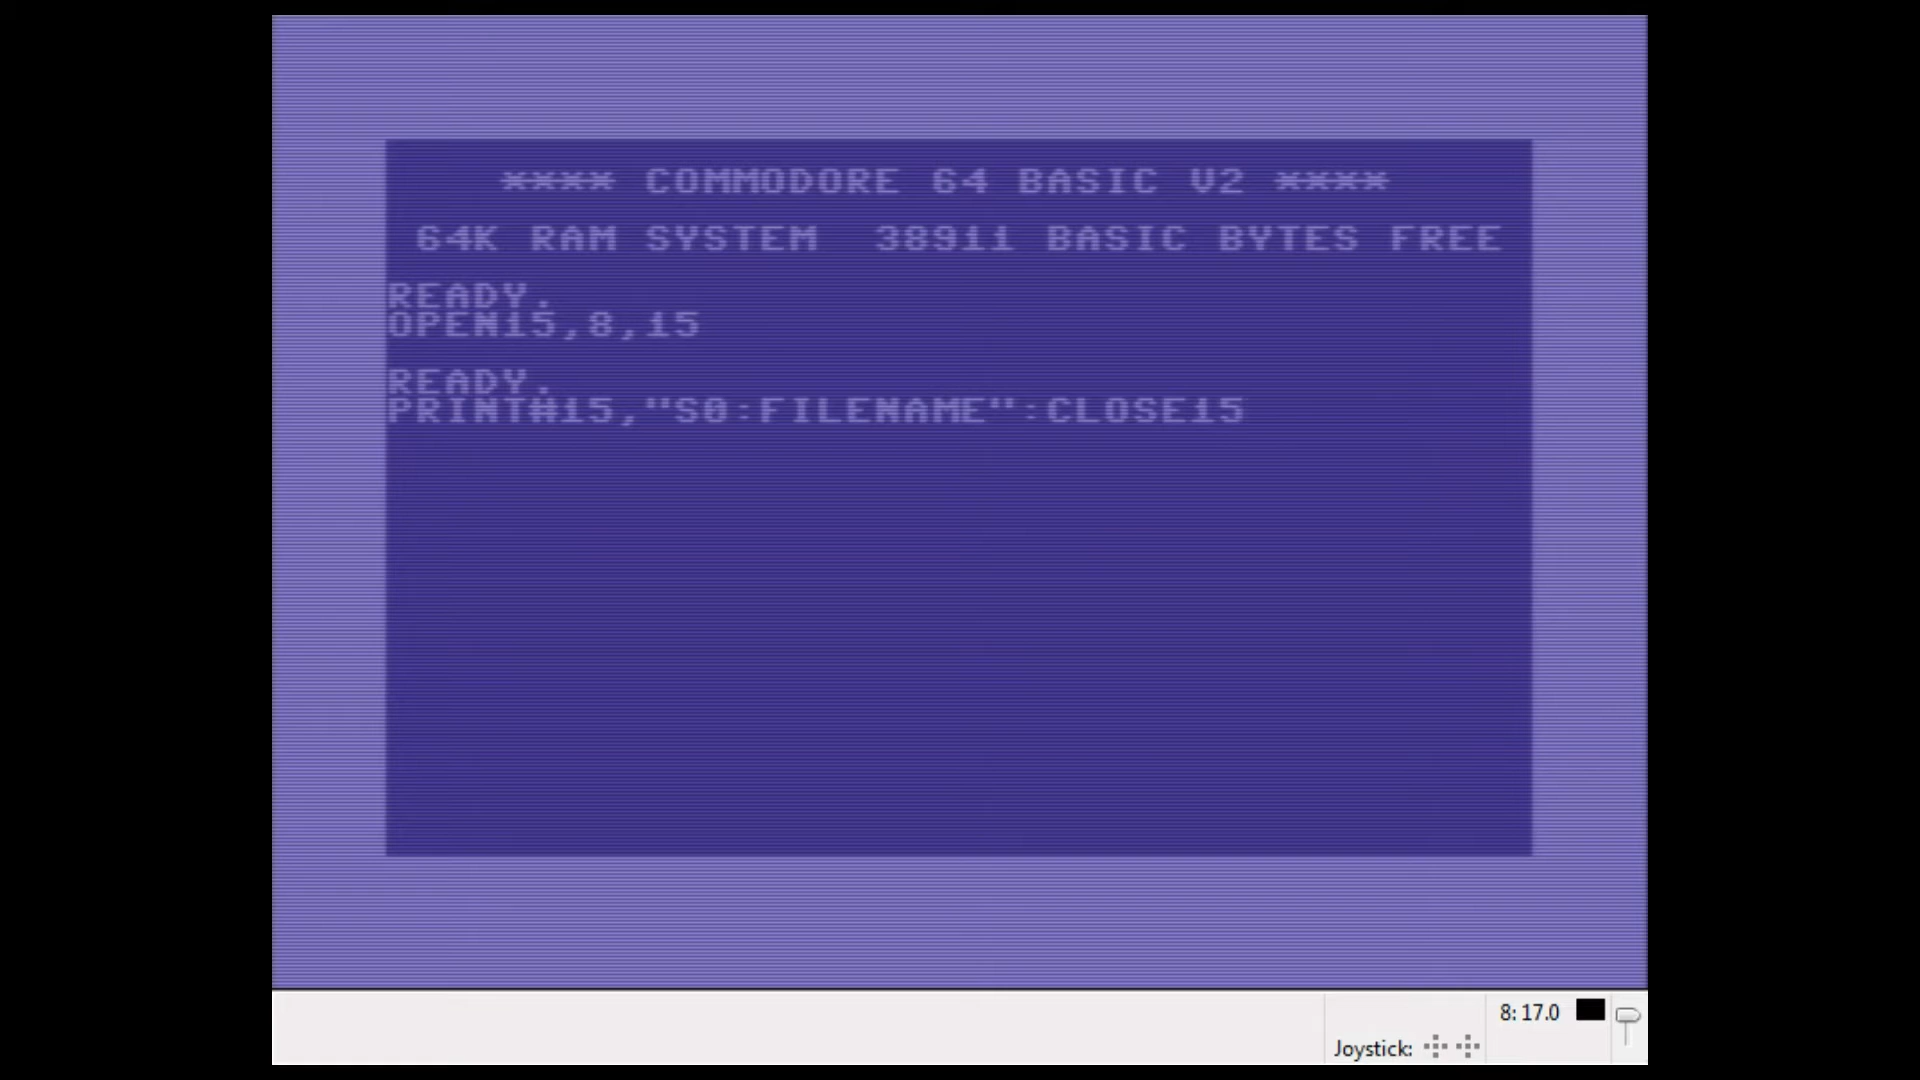 **** COMMODORE 64 BASIC V2 ****
64K RAM SYSTEM  38911 BASIC BYTES FREE
READY.
OPEN15,8,15
READY.
PRINT#15,"S0:FILENAME":CLOSE15
8: 17.0
Joystick: